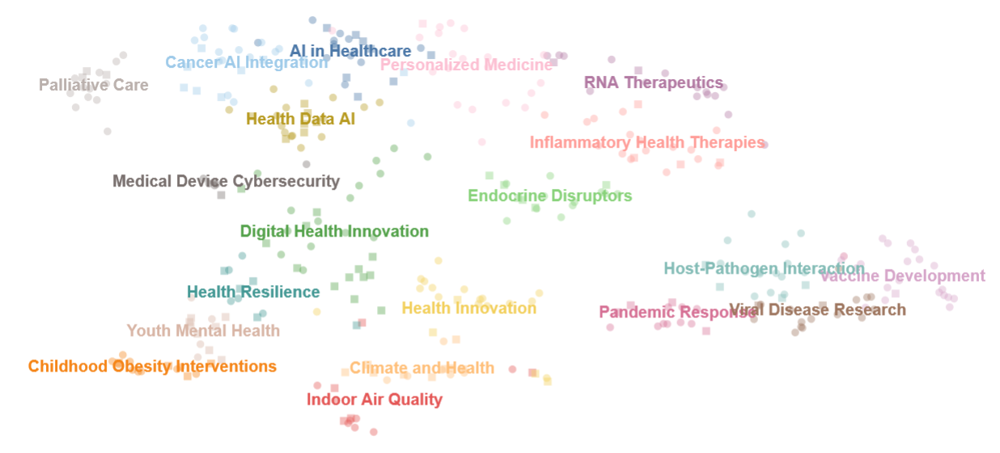 AI in Healthcare
Cancer AI Integration
Personalized Medicine
Palliative Care
RNA Therapeutics
Health Data AI
Inflammatory Health Therapies
Medical Device Cybersecurity
Endocrine Disruptors
Digital Health Innovation
Host-Pathogen Interaction
Vaccine Development
Health Resilience
Health Innovation
Pandemic Response
Viral Disease Research
Youth Mental Health
Childhood Obesity Interventions
Climate and Health
Indoor Air Quality